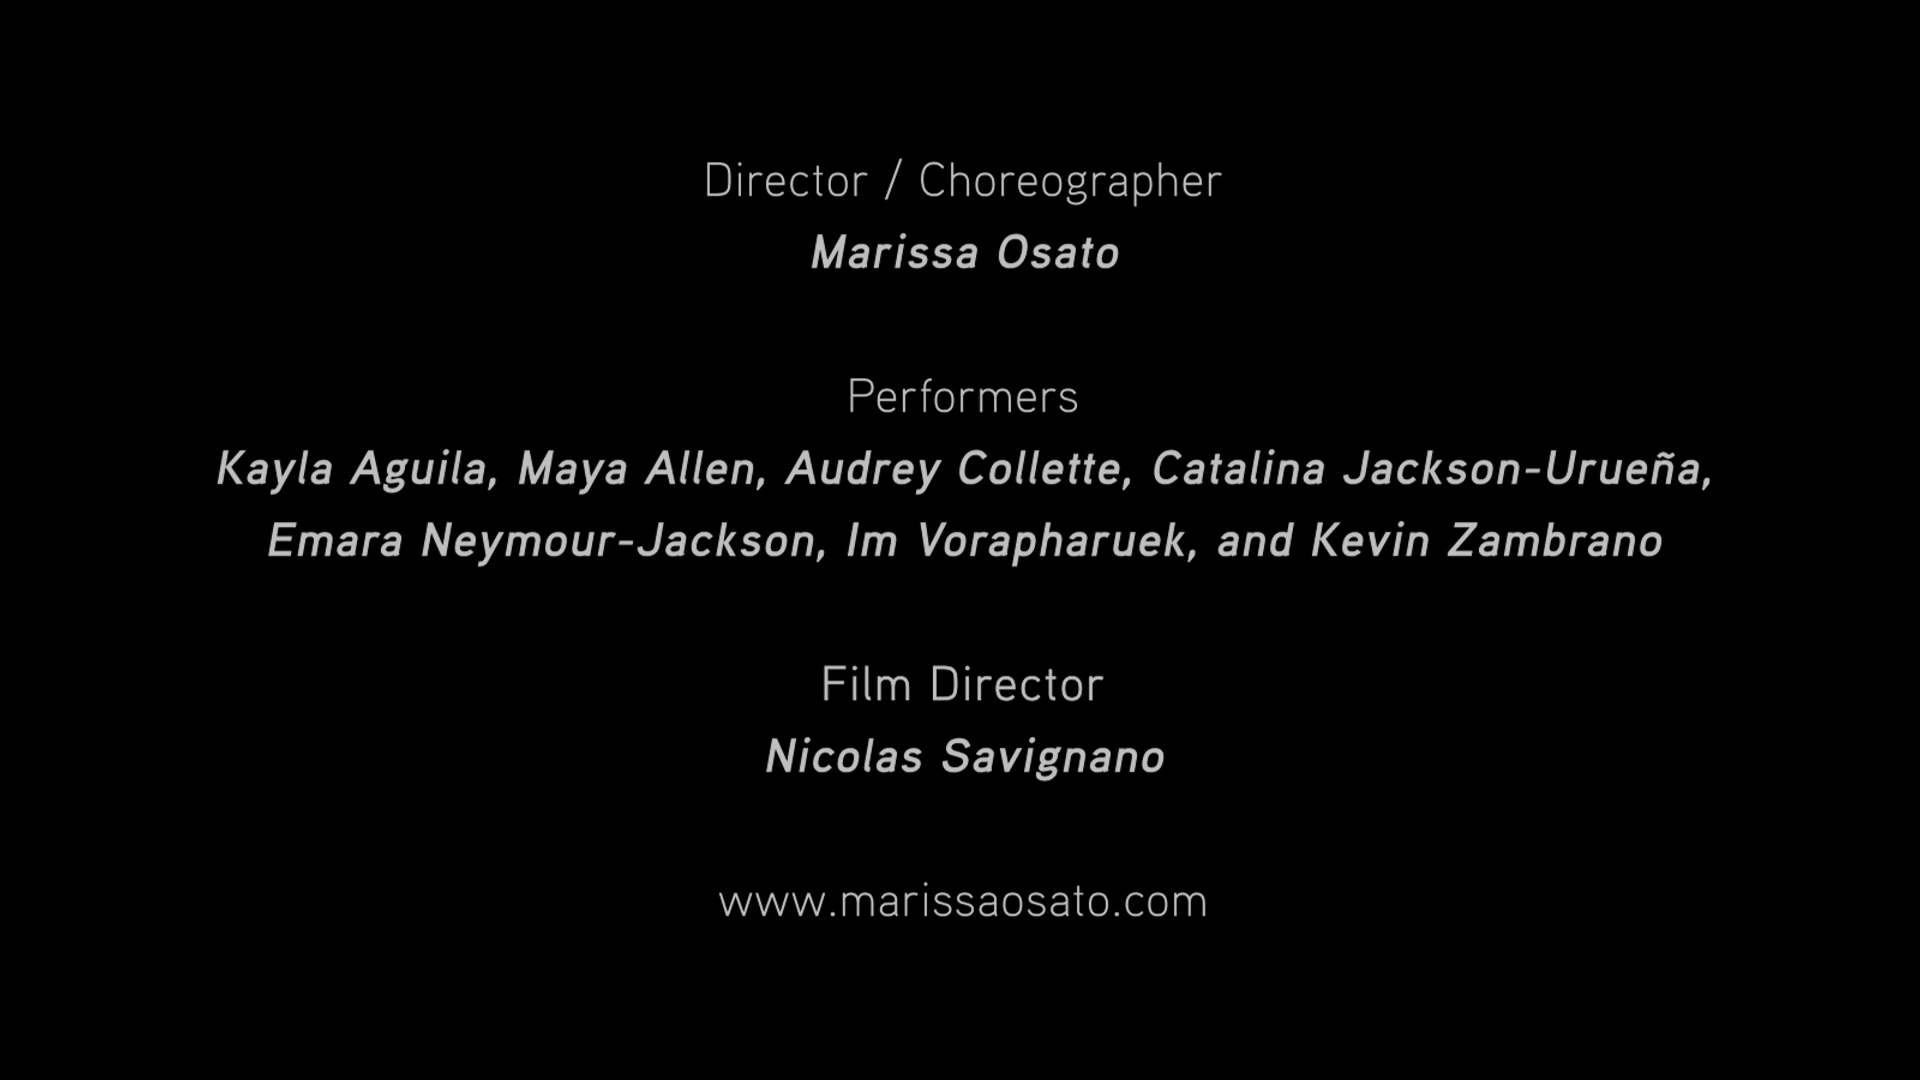 Director / Choreographer
Marissa Osato
Performers
Kayla Aguila, Maya Allen, Audrey Collette, Catalina Jackson-Urueña,
Emara Neymour-Jackson, Im Vorapharuek, and Kevin Zambrano
Film Director
Nicolas Savignano
www.marissaosato.com